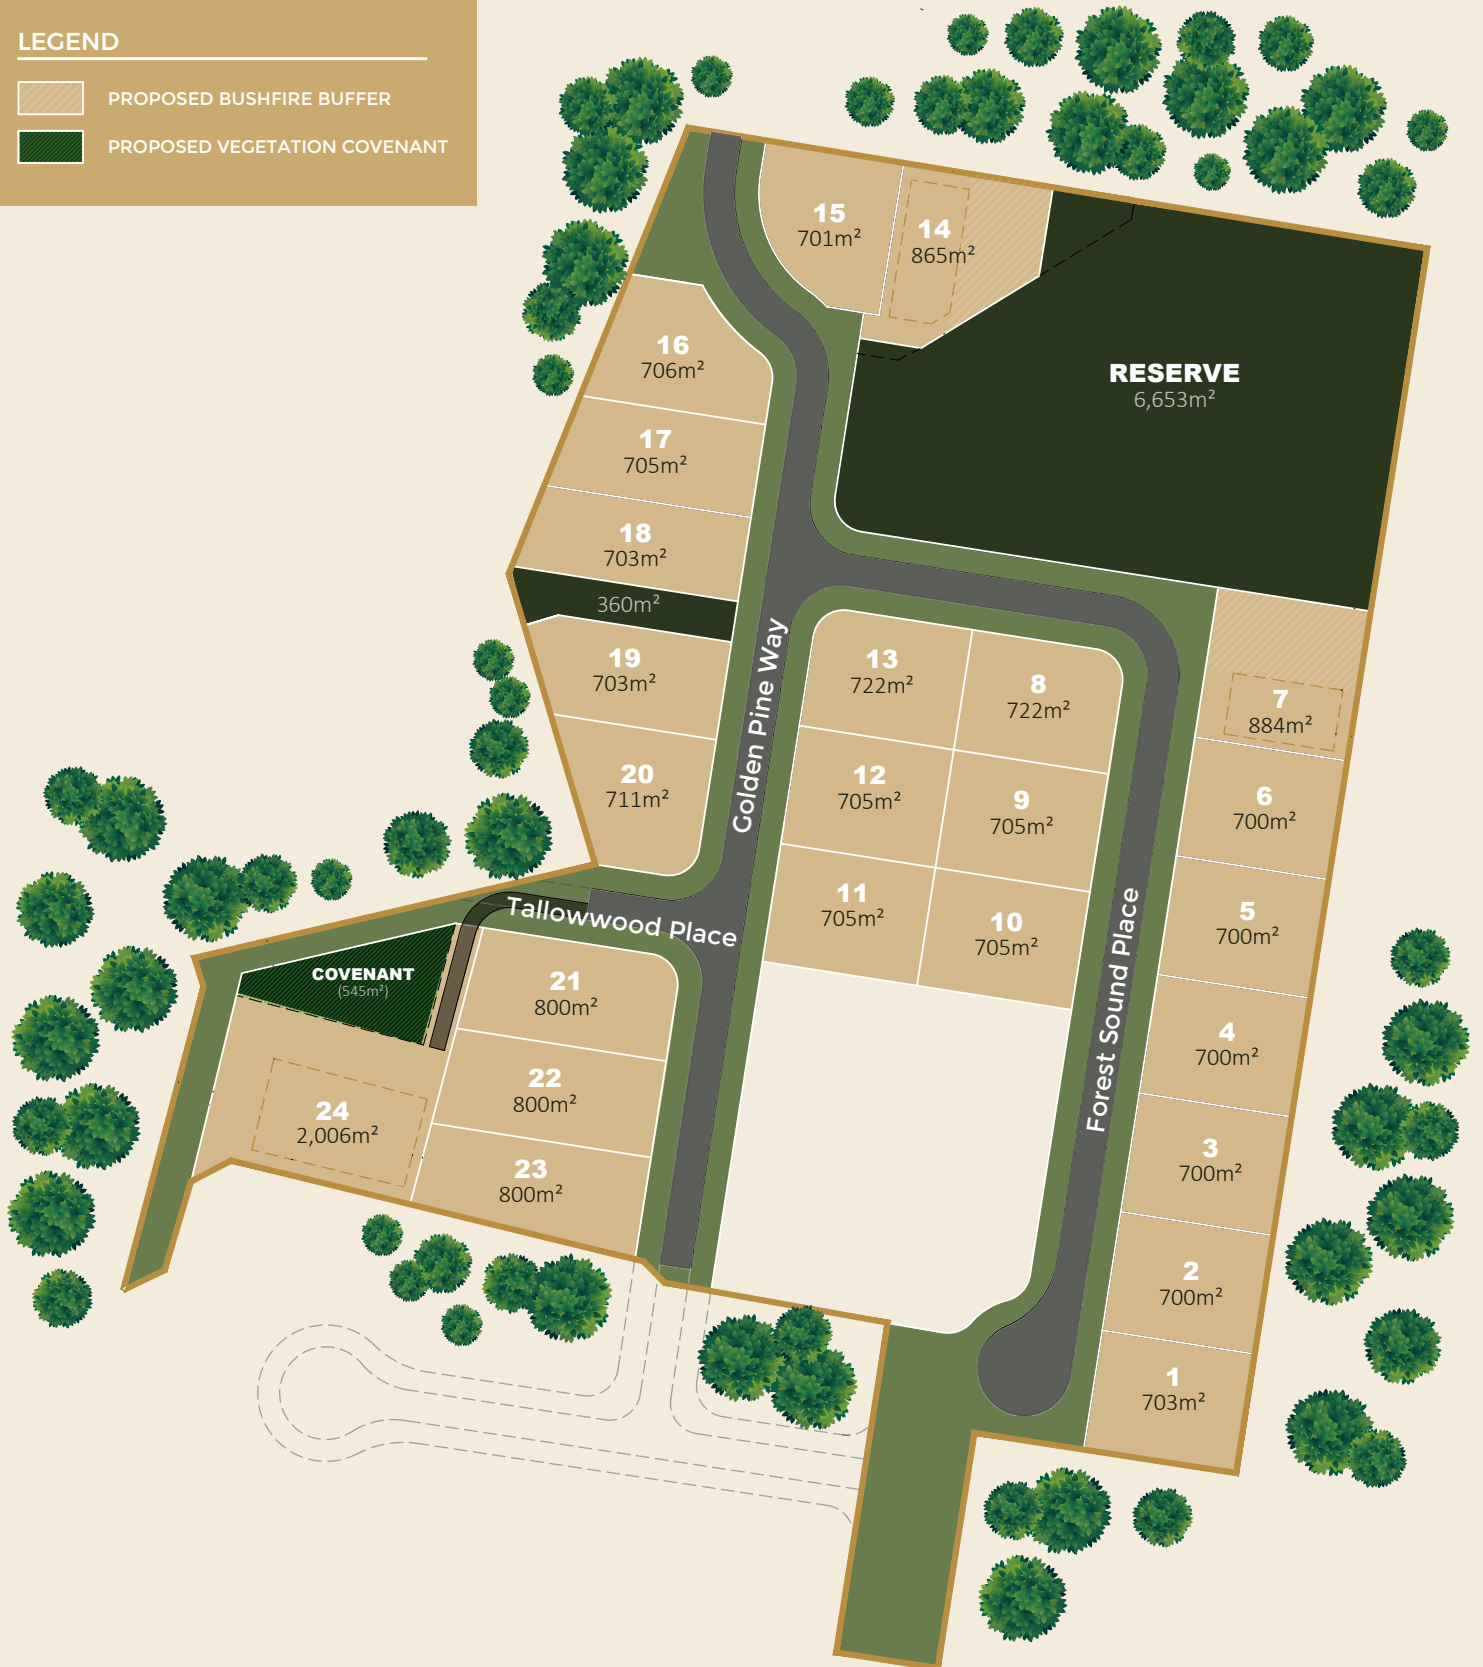 LEGEND
PROPOSED BUSHFIRE BUFFER
PROPOSED VEGETATION COVENANT
15
701m²
14
865m²
16
706m²
RESERVE
6,653m²
17
705m²
18
703m²
360m²
19
703m²
13
722m²
8
722m²
7
884m²
Golden Pine Way
20
711m²
12
705m²
9
705m²
6
700m²
11
705m²
10
705m²
5
700m²
Tallowwood Place
COVENANT
(545m²)
21
800m²
Forest Sound Place
4
700m²
22
800m²
24
2,006m²
3
700m²
23
800m²
2
700m²
1
703m²